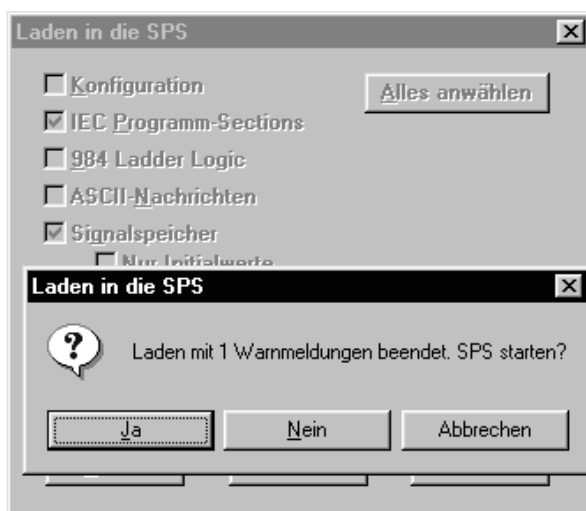 Laden in die SPS
Konfiguration
Alles anwählen
IEC Programm-Sections
984 Ladder Logic
ASCII-Nachrichten
Signalspeicher
Nur Initialwerte
Laden in die SPS
Laden mit 1 Warnmeldungen beendet. SPS starten?
Ja
Nein
Abbrechen